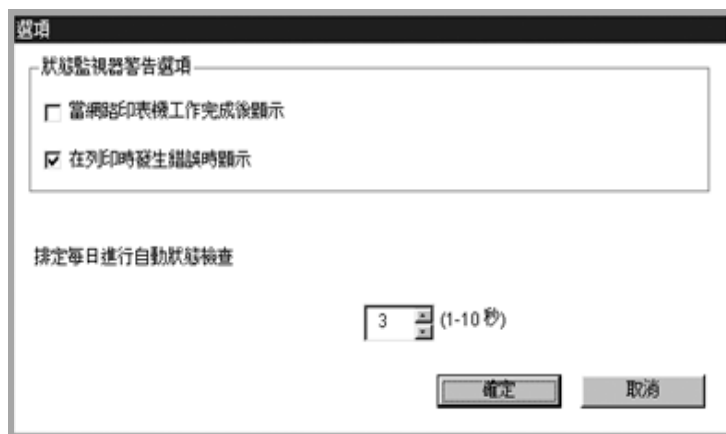 選項
狀態監視器警告選項
當網路印表機工作完成後顯示
在列印時發生錯誤時顯示
排定每日進行自動狀態檢查
3 (1-10 秒)
確定 取消